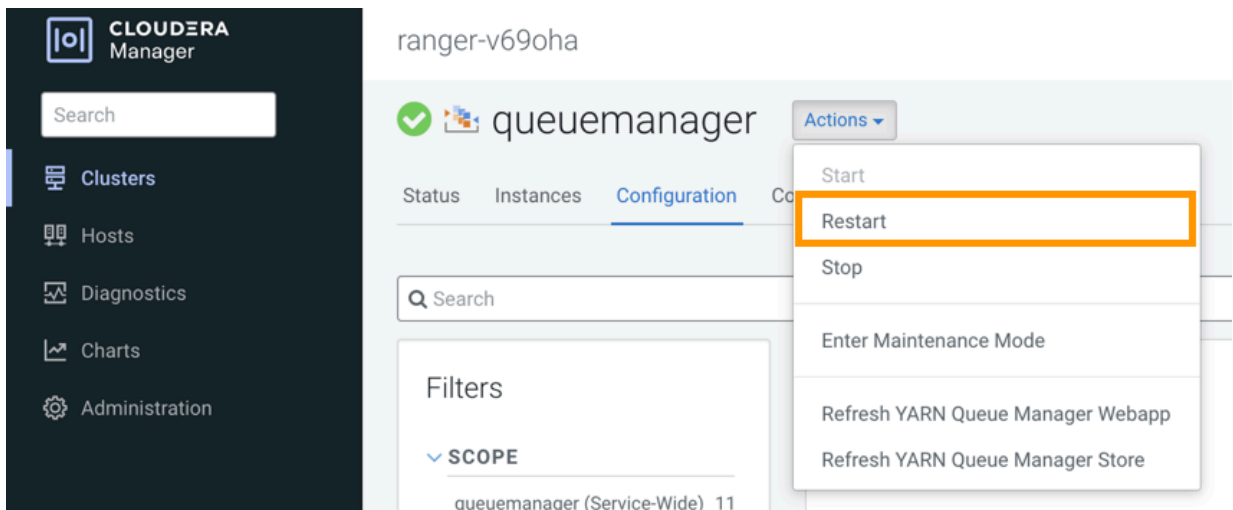 CLOUDERA
Manager
Search
Clusters
Hosts
Diagnostics
Charts
Administration
ranger-v69oha
queuemanager
Actions
Status Instances Configuration Co
Start
Restart
Stop
Enter Maintenance Mode
Refresh YARN Queue Manager Webapp
Refresh YARN Queue Manager Store
Search
Filters
SCOPE
queuemanager (Service-Wide) 11